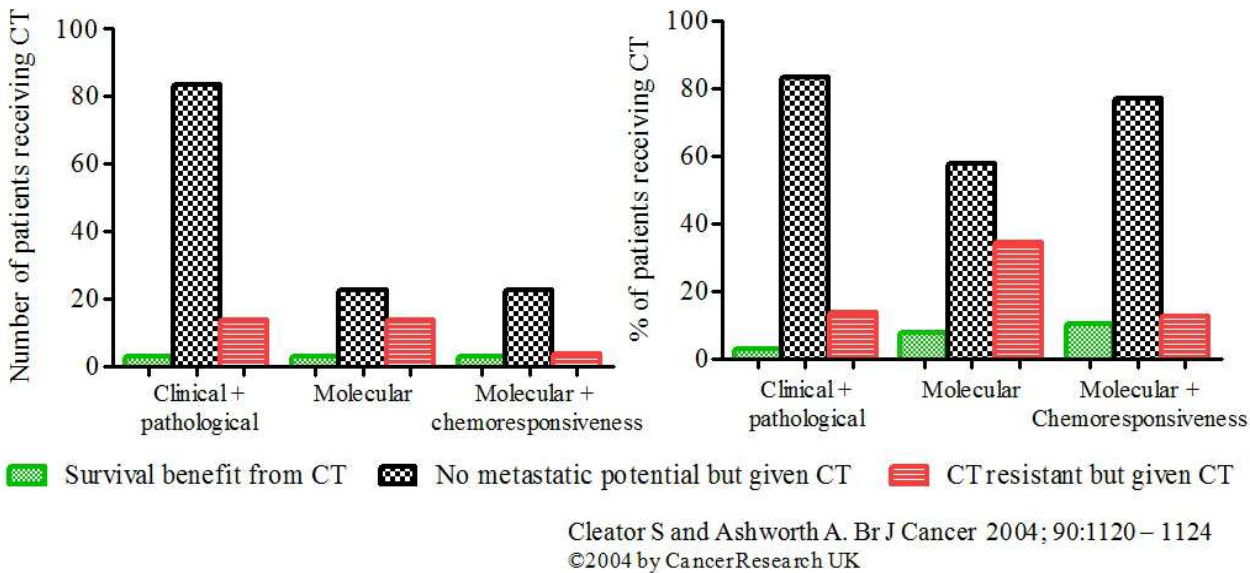 Number of patients receiving CT
100
80
60
40
20
0
Clinical +
pathological
Molecular
Molecular +
chemoresponsiveness
% of patients receiving CT
100
80
60
40
20
0
Clinical +
pathological
Molecular
Molecular +
Chemoresponsiveness
Survival benefit from CT
No metastatic potential but given CT
CT resistant but given CT
Cleator S and Ashworth A. Br J Cancer 2004; 90:1120 – 1124
©2004 by Cancer Research UK